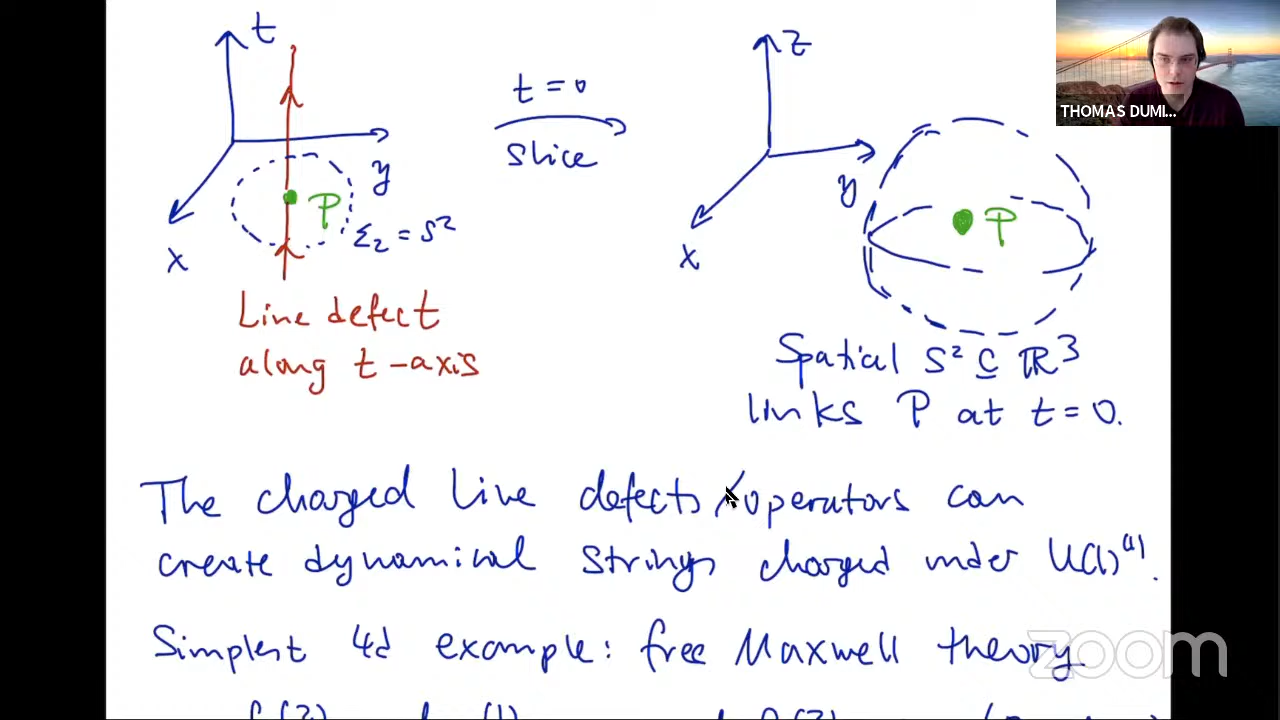 t
y
x
P
Σ₂ = S²
Line defect
along t-axis
t = 0
Slice
z
y
x
P
Spatial S² ⊆ ℝ³
links P at t = 0.
The charged line defects/operators can
create dynamical strings charged under U(1)⁽¹⁾.
Simplest 4d example: free Maxwell theory
THOMAS DUMI...
zoom